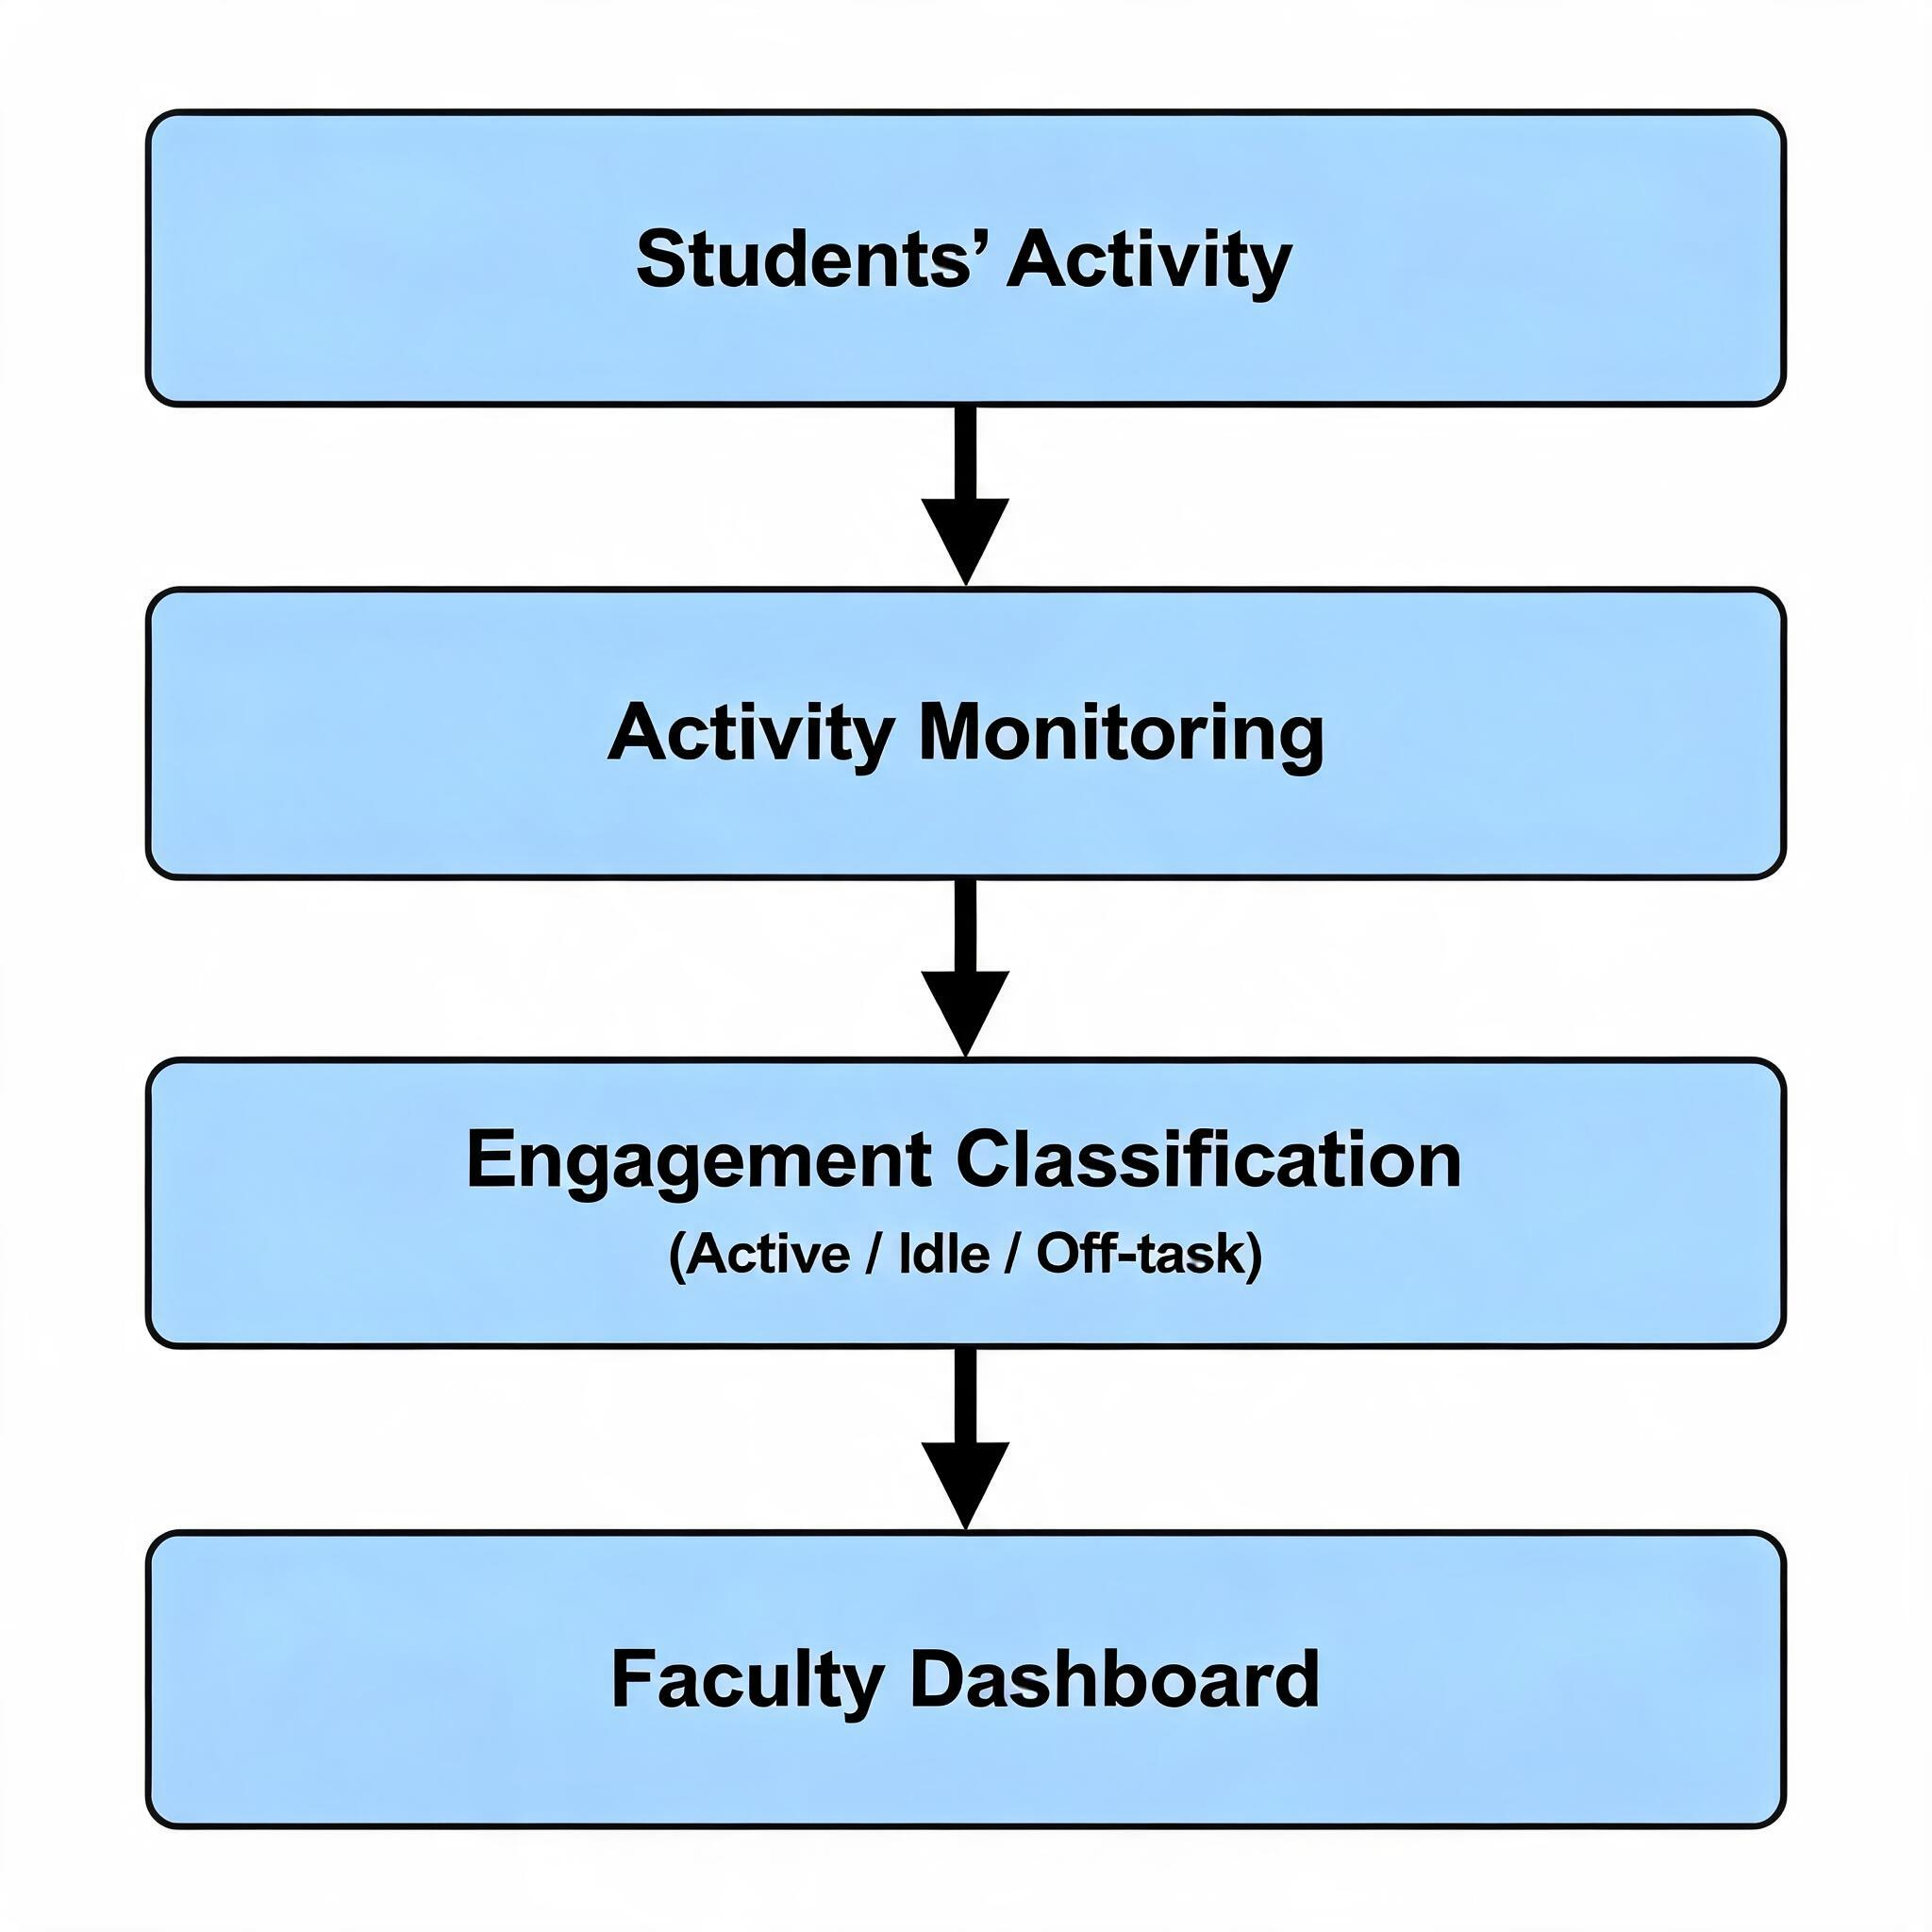 Students’ Activity
Activity Monitoring
Engagement Classification
(Active / Idle / Off-task)
Faculty Dashboard